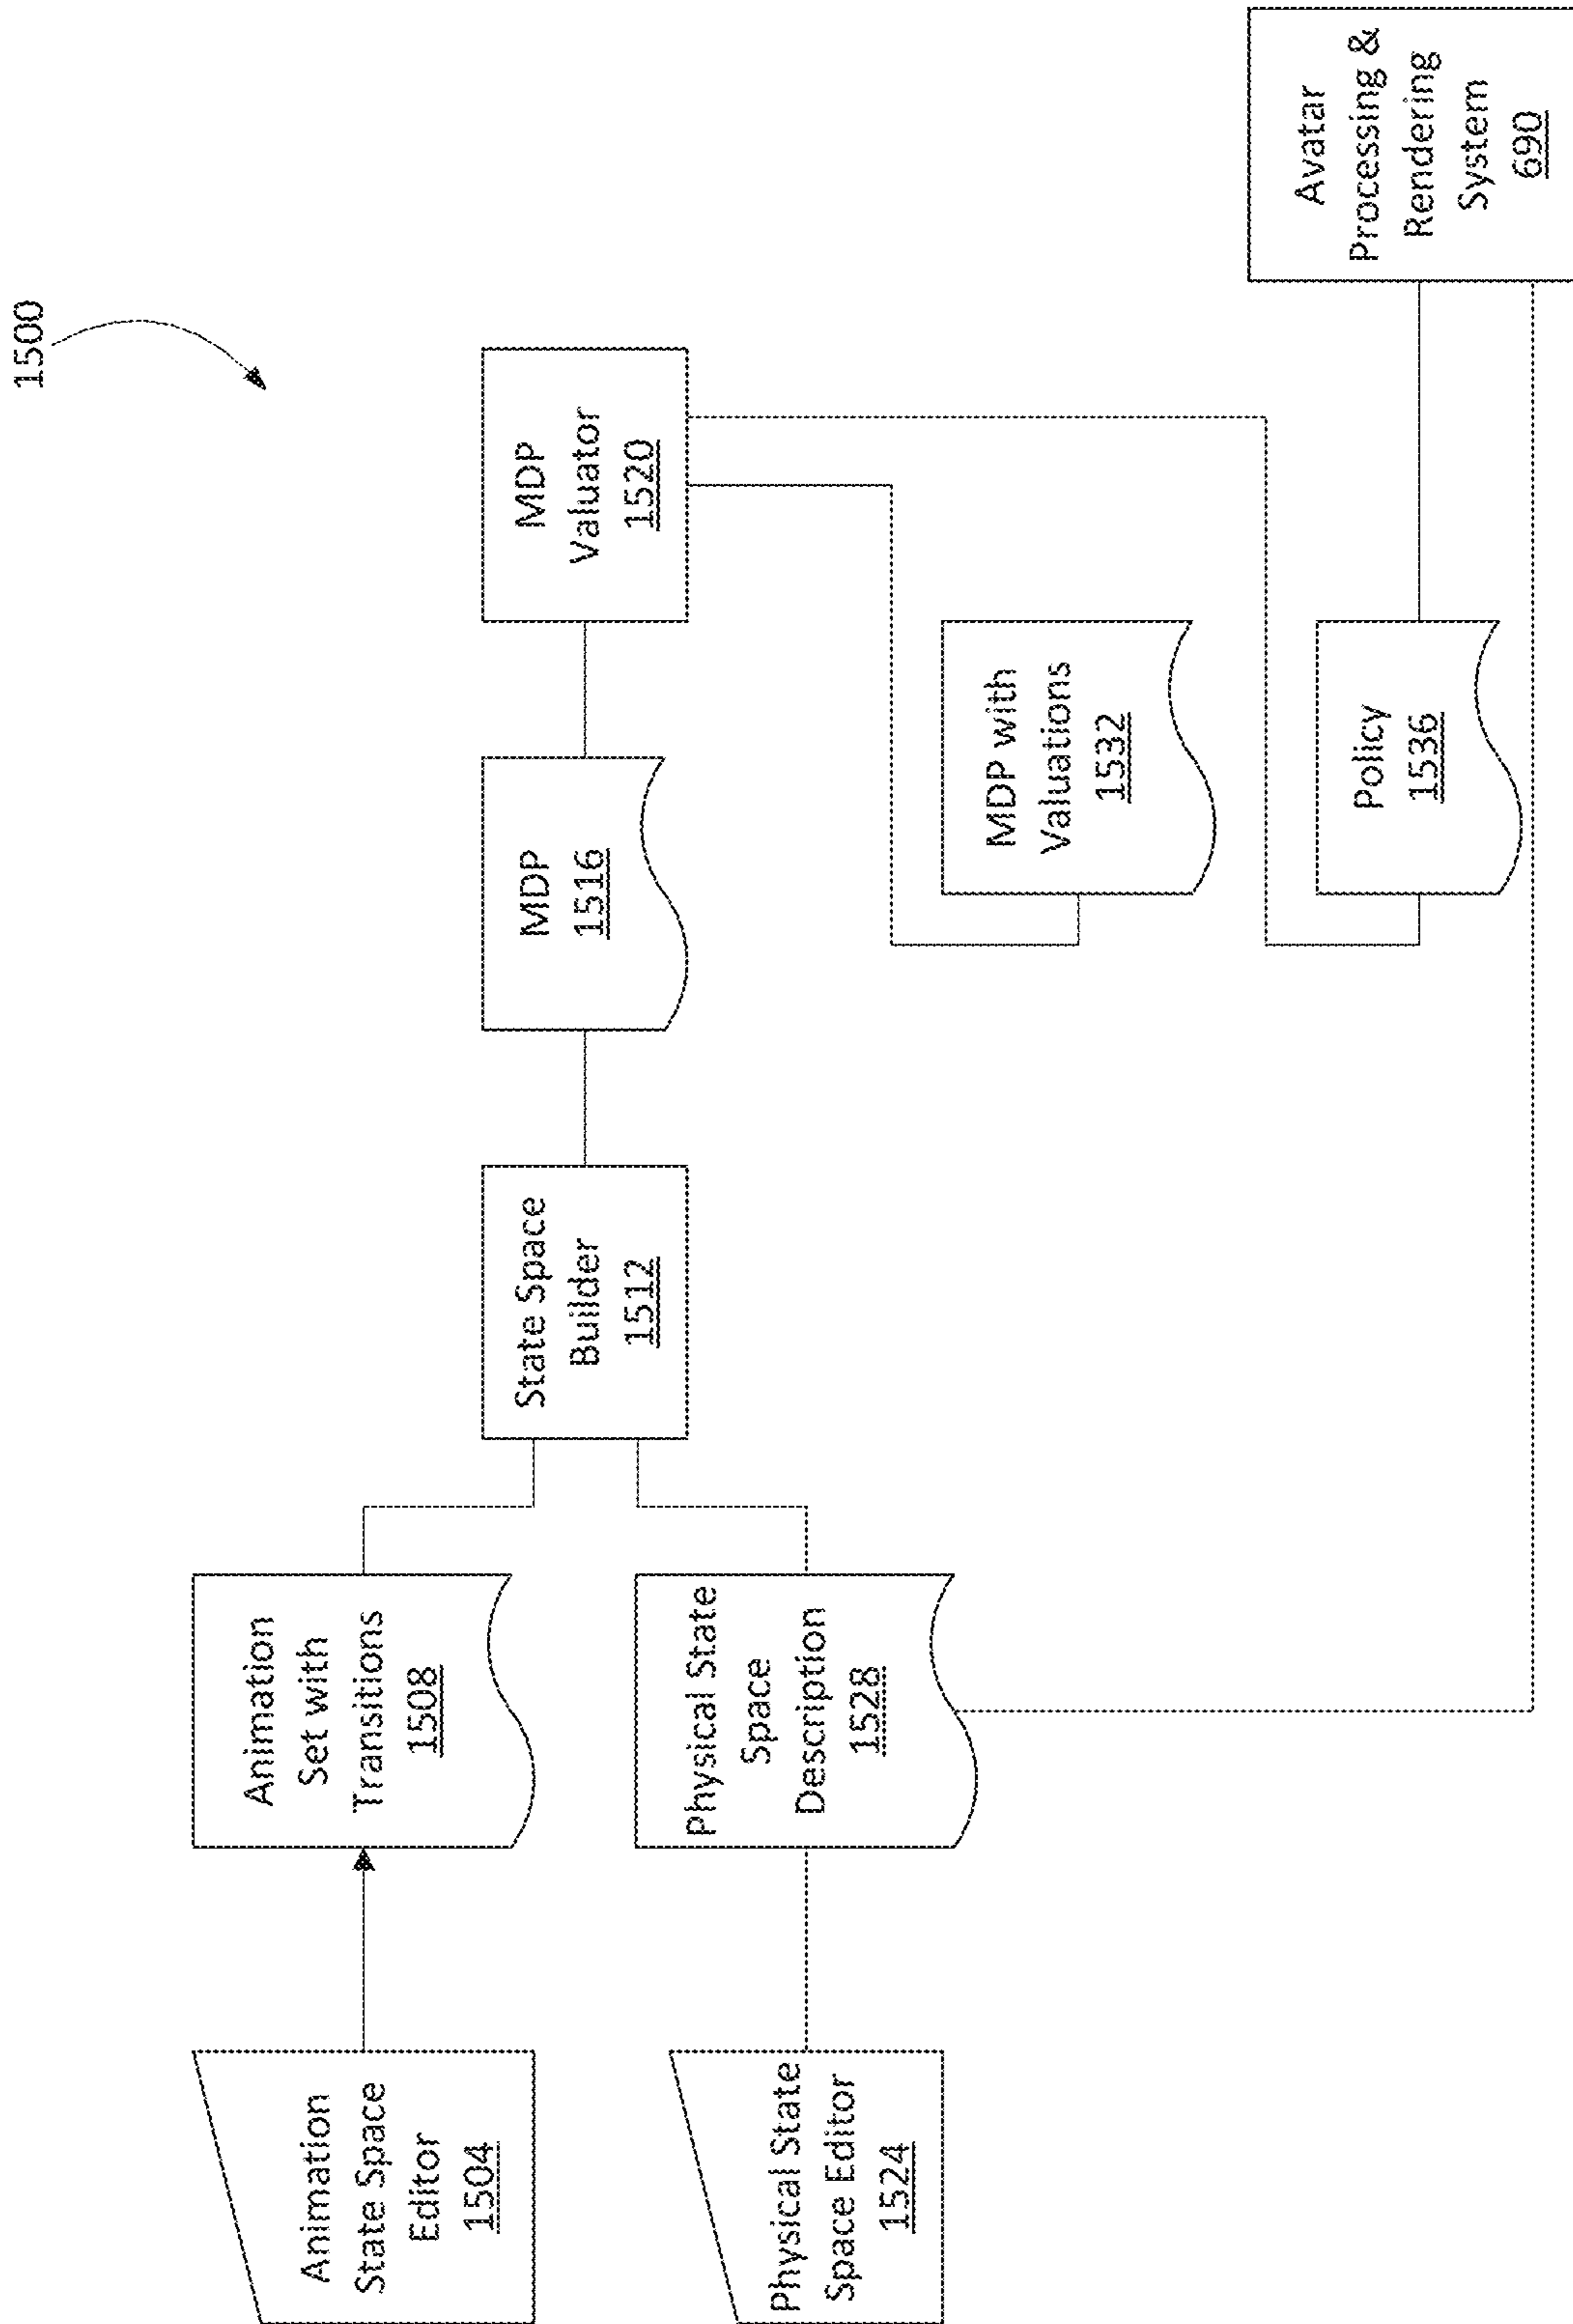 1500
Animation
State Space
Editor
1504
Animation
Set with
Transitions
1508
State Space
Builder
1512
MDP
1516
MDP
Valuator
1520
Physical State
Space Editor
1524
Physical State
Space
Description
1528
MDP with
Valuations
1532
Policy
1536
Avatar
Processing &
Rendering
System
690